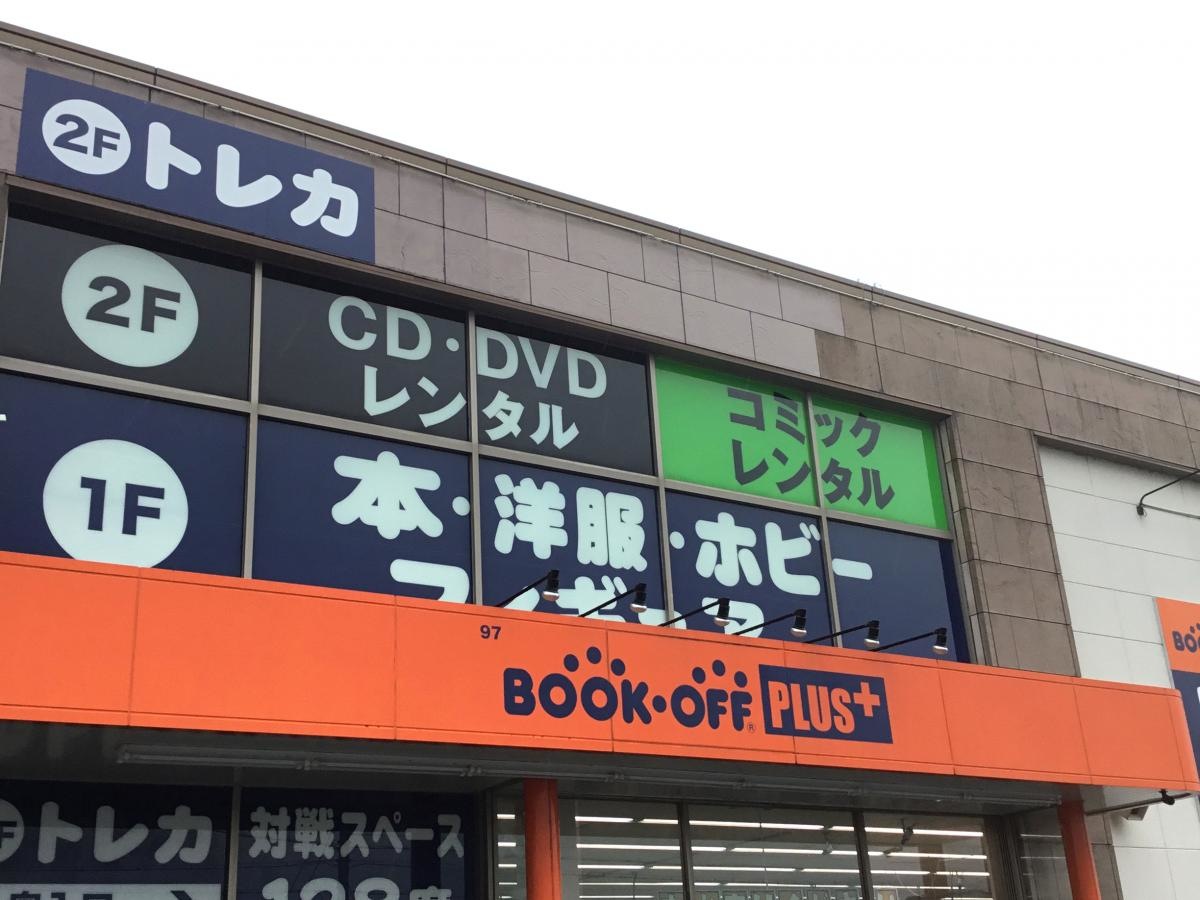 2F トレカ
2F
CD・DVD
レンタル
コミック
レンタル
1F
本・洋服・ホビー
97
BOOK・OFF® PLUS+
BOOK
トレカ
対戦スペース